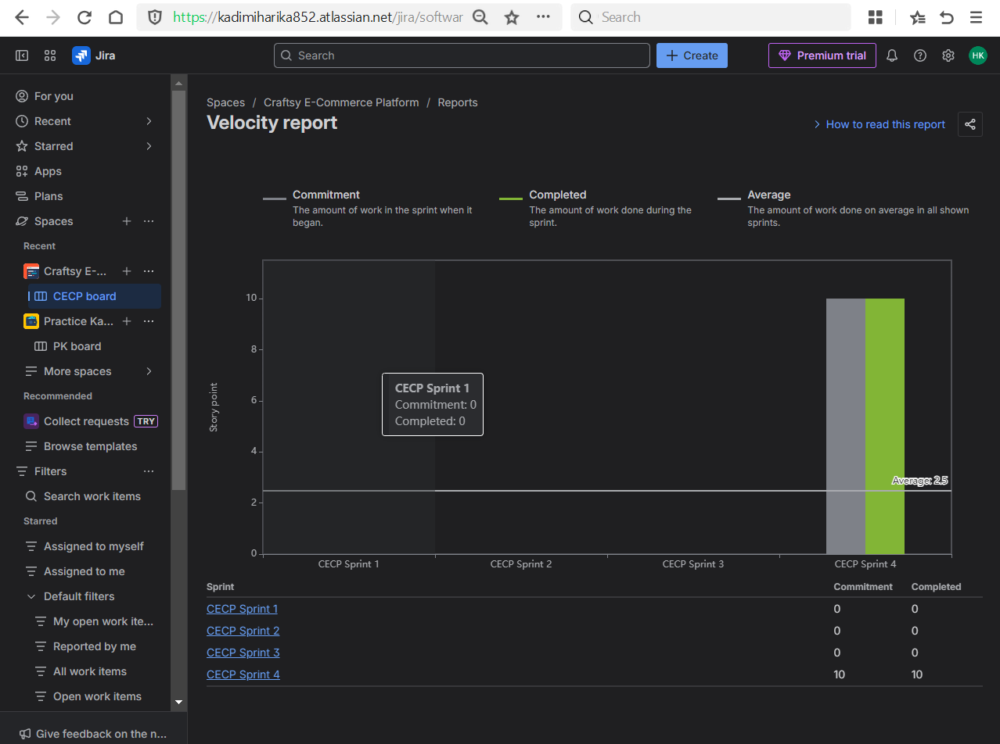 https://kadimiharika852.atlassian.net/jira/softwar
Search
Jira
Search
Create
Premium trial
HK
For you
Recent
Starred
Apps
Plans
Spaces
Recent
Craftsy E-...
CECP board
Practice Ka...
PK board
More spaces
Recommended
Collect requests TRY
Browse templates
Filters
Search work items
Starred
Assigned to myself
Assigned to me
Default filters
My open work ite...
Reported by me
All work items
Open work items
Give feedback on the n...
Spaces / Craftsy E-Commerce Platform / Reports
Velocity report
How to read this report
Commitment
The amount of work in the sprint when it
began.
Completed
The amount of work done during the
sprint.
Average
The amount of work done on average in all shown
sprints.
Story point
10
8
6
4
2
0
CECP Sprint 1
Commitment: 0
Completed: 0
Average: 2.5
CECP Sprint 1 CECP Sprint 2 CECP Sprint 3 CECP Sprint 4
Sprint Commitment Completed
CECP Sprint 1 0 0
CECP Sprint 2 0 0
CECP Sprint 3 0 0
CECP Sprint 4 10 10